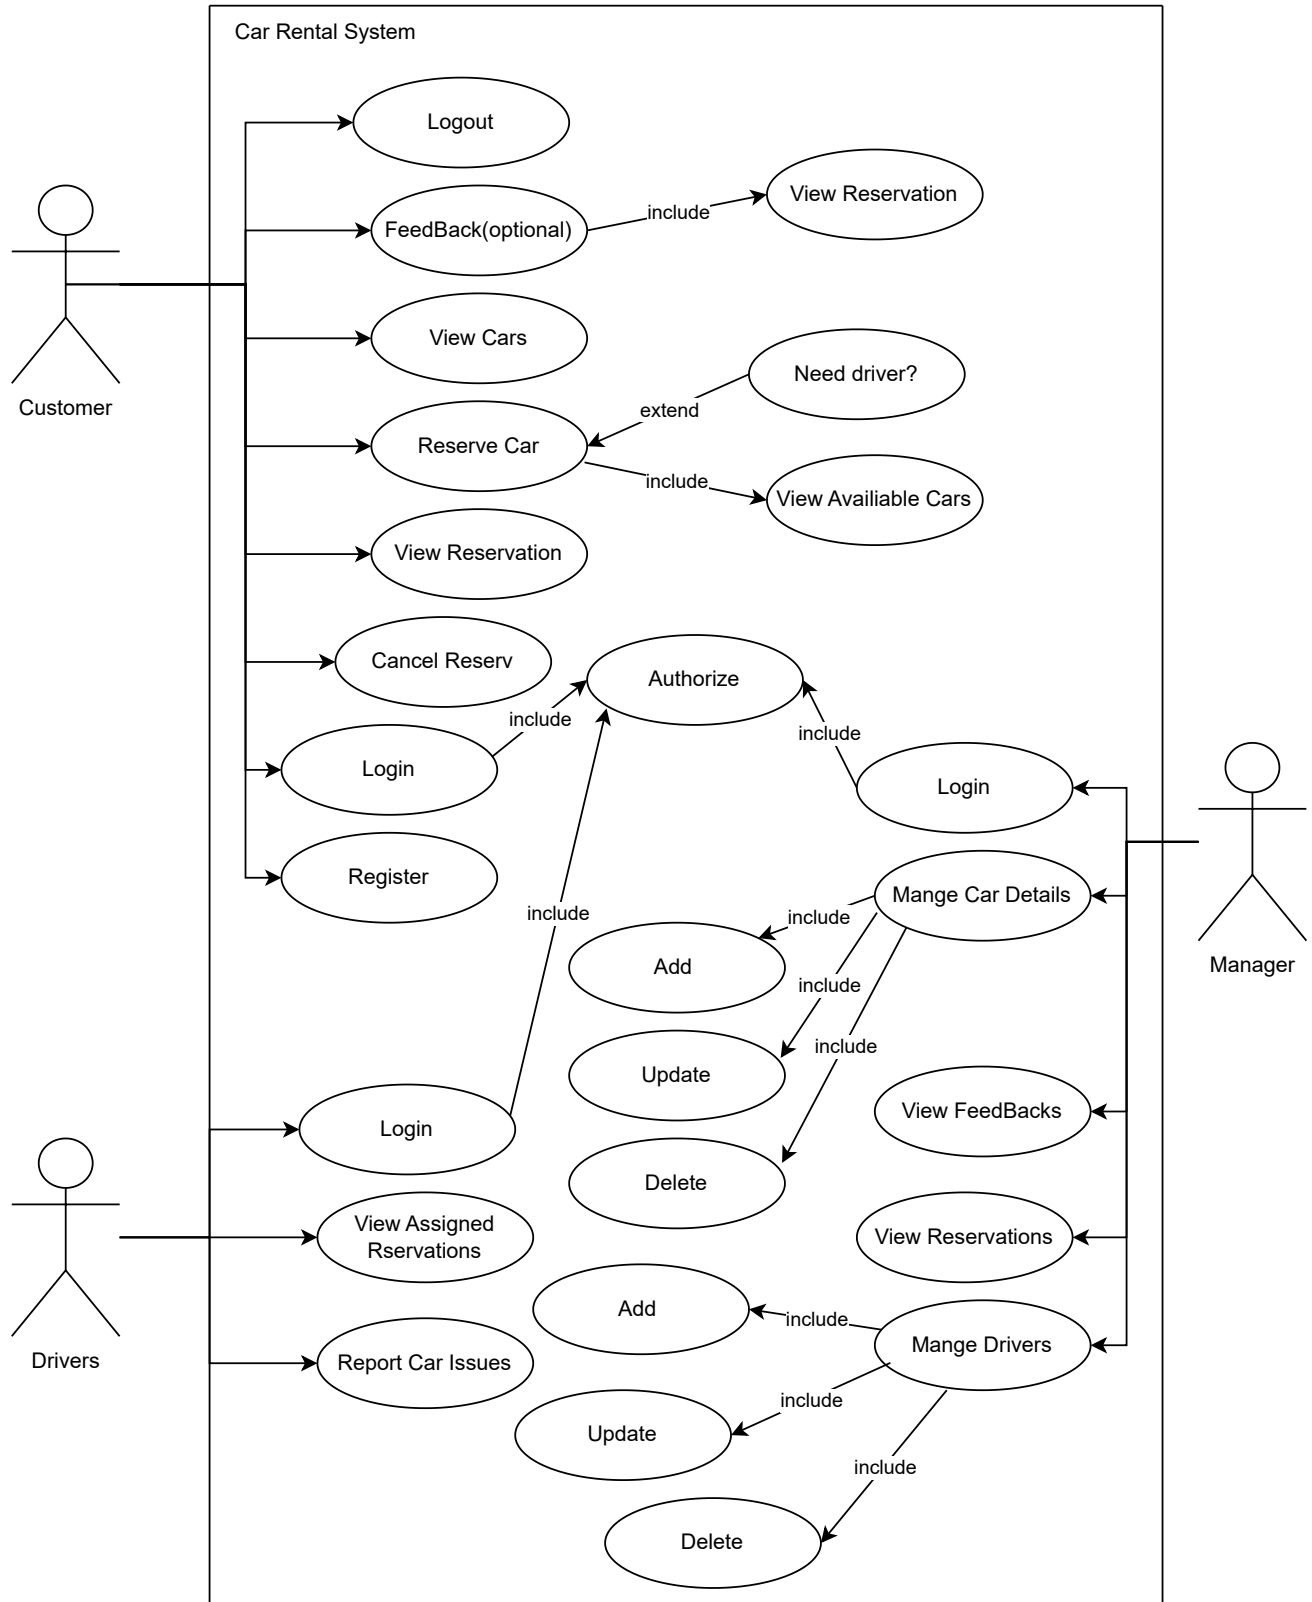 Car Rental System
Logout
View Reservation
FeedBack(optional)
include
View Cars
Need driver?
Customer
extend
Reserve Car
include
View Availiable Cars
View Reservation
Cancel Reserv
Authorize
include
include
Login
Login
Register
Mange Car Details
include
include
Add
Manager
include
include
Update
View FeedBacks
Login
Delete
View Assigned
Rservations
View Reservations
Add
include
Mange Drivers
Drivers
Report Car Issues
include
Update
include
Delete